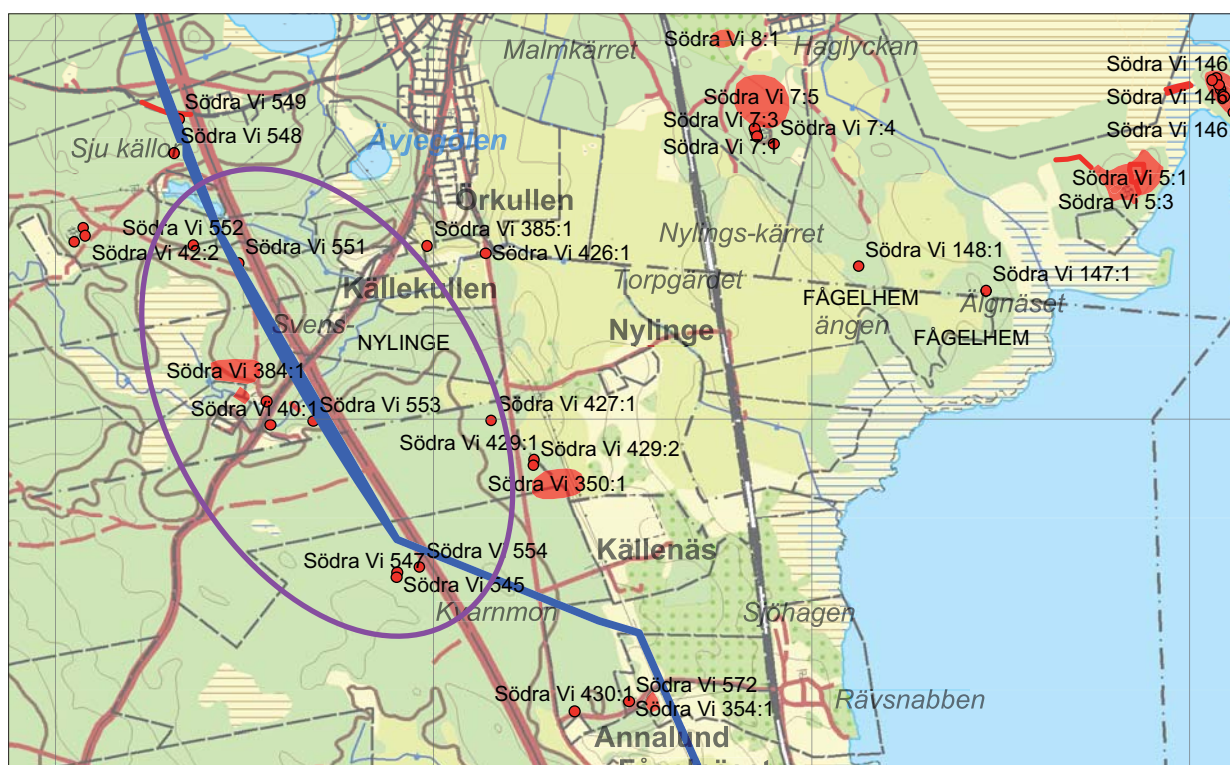 Södra Vi 8:1
Haglyckan
Malmkärret
Södra Vi 146
Södra Vi 549
Södra Vi 7:5
Södra Vi 146
Södra Vi 7:3
Södra Vi 7:4
Södra Vi 146
Södra Vi 548
Ävjegölen
Södra Vi 7:1
Sju källor
Södra Vi 5:1
Örkullen
Södra Vi 5:3
Södra Vi 552
Södra Vi 385:1
Nylings-kärret
Södra Vi 42:2
Södra Vi 551
Södra Vi 426:1
Södra Vi 148:1
Torpgärdet
Södra Vi 147:1
Källekullen
FÅGELHEM
Älgnäset
Svens-
Nylinge
ängen
FÅGELHEM
NYLINGE
Södra Vi 384:1
Södra Vi 40:1
Södra Vi 553
Södra Vi 427:1
Södra Vi 429:1
Södra Vi 429:2
Södra Vi 350:1
Södra Vi 547
Södra Vi 554
Källenäs
Södra Vi 545
Kvarnmon
Sjöhagen
Södra Vi 430:1
Södra Vi 572
Södra Vi 354:1
Rävsnabben
Annalund